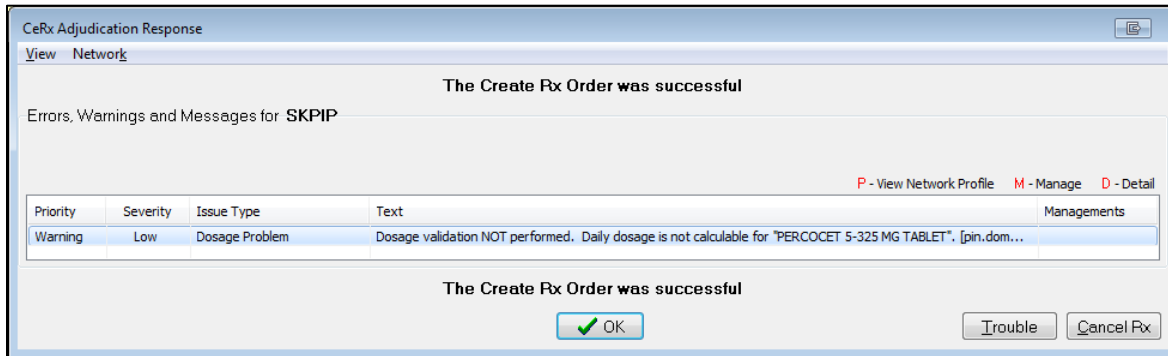 CeRx Adjudication Response
View Network
The Create Rx Order was successful
Errors, Warnings and Messages for SKPIP
P - View Network Profile M - Manage D - Detail
Priority Severity Issue Type Text Managements
Warning Low Dosage Problem Dosage validation NOT performed. Daily dosage is not calculable for "PERCOCET 5-325 MG TABLET". [pin.dom...
The Create Rx Order was successful
OK Trouble Cancel Rx